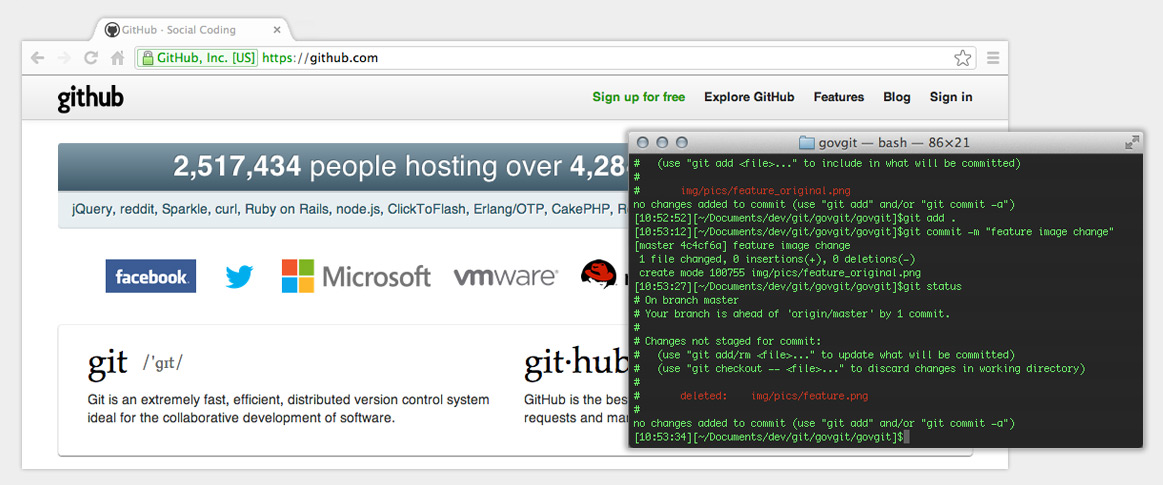 GitHub · Social Coding
GitHub, Inc. [US] https://github.com
github
Sign up for free Explore GitHub Features Blog Sign in
2,517,434 people hosting over 4,28
jQuery, reddit, Sparkle, curl, Ruby on Rails, node.js, ClickToFlash, Erlang/OTP, CakePHP, Re
facebook Microsoft vmware
git /'gıt/
Git is an extremely fast, efficient, distributed version control system
ideal for the collaborative development of software.
git·hub
GitHub is the bes
requests and mar
govgit — bash — 86×21
# (use "git add <file>..." to include in what will be committed)
#
# img/pics/feature_original.png
no changes added to commit (use "git add" and/or "git commit -a")
[10:52:52][~/Documents/dev/git/govgit/govgit]$git add .
[10:53:12][~/Documents/dev/git/govgit/govgit]$git commit -m "feature image change"
[master 4c4cf6a] feature image change
1 file changed, 0 insertions(+), 0 deletions(-)
create mode 100755 img/pics/feature_original.png
[10:53:27][~/Documents/dev/git/govgit/govgit]$git status
# On branch master
# Your branch is ahead of 'origin/master' by 1 commit.
#
# Changes not staged for commit:
# (use "git add/rm <file>..." to update what will be committed)
# (use "git checkout -- <file>..." to discard changes in working directory)
#
# deleted: img/pics/feature.png
#
no changes added to commit (use "git add" and/or "git commit -a")
[10:53:34][~/Documents/dev/git/govgit/govgit]$